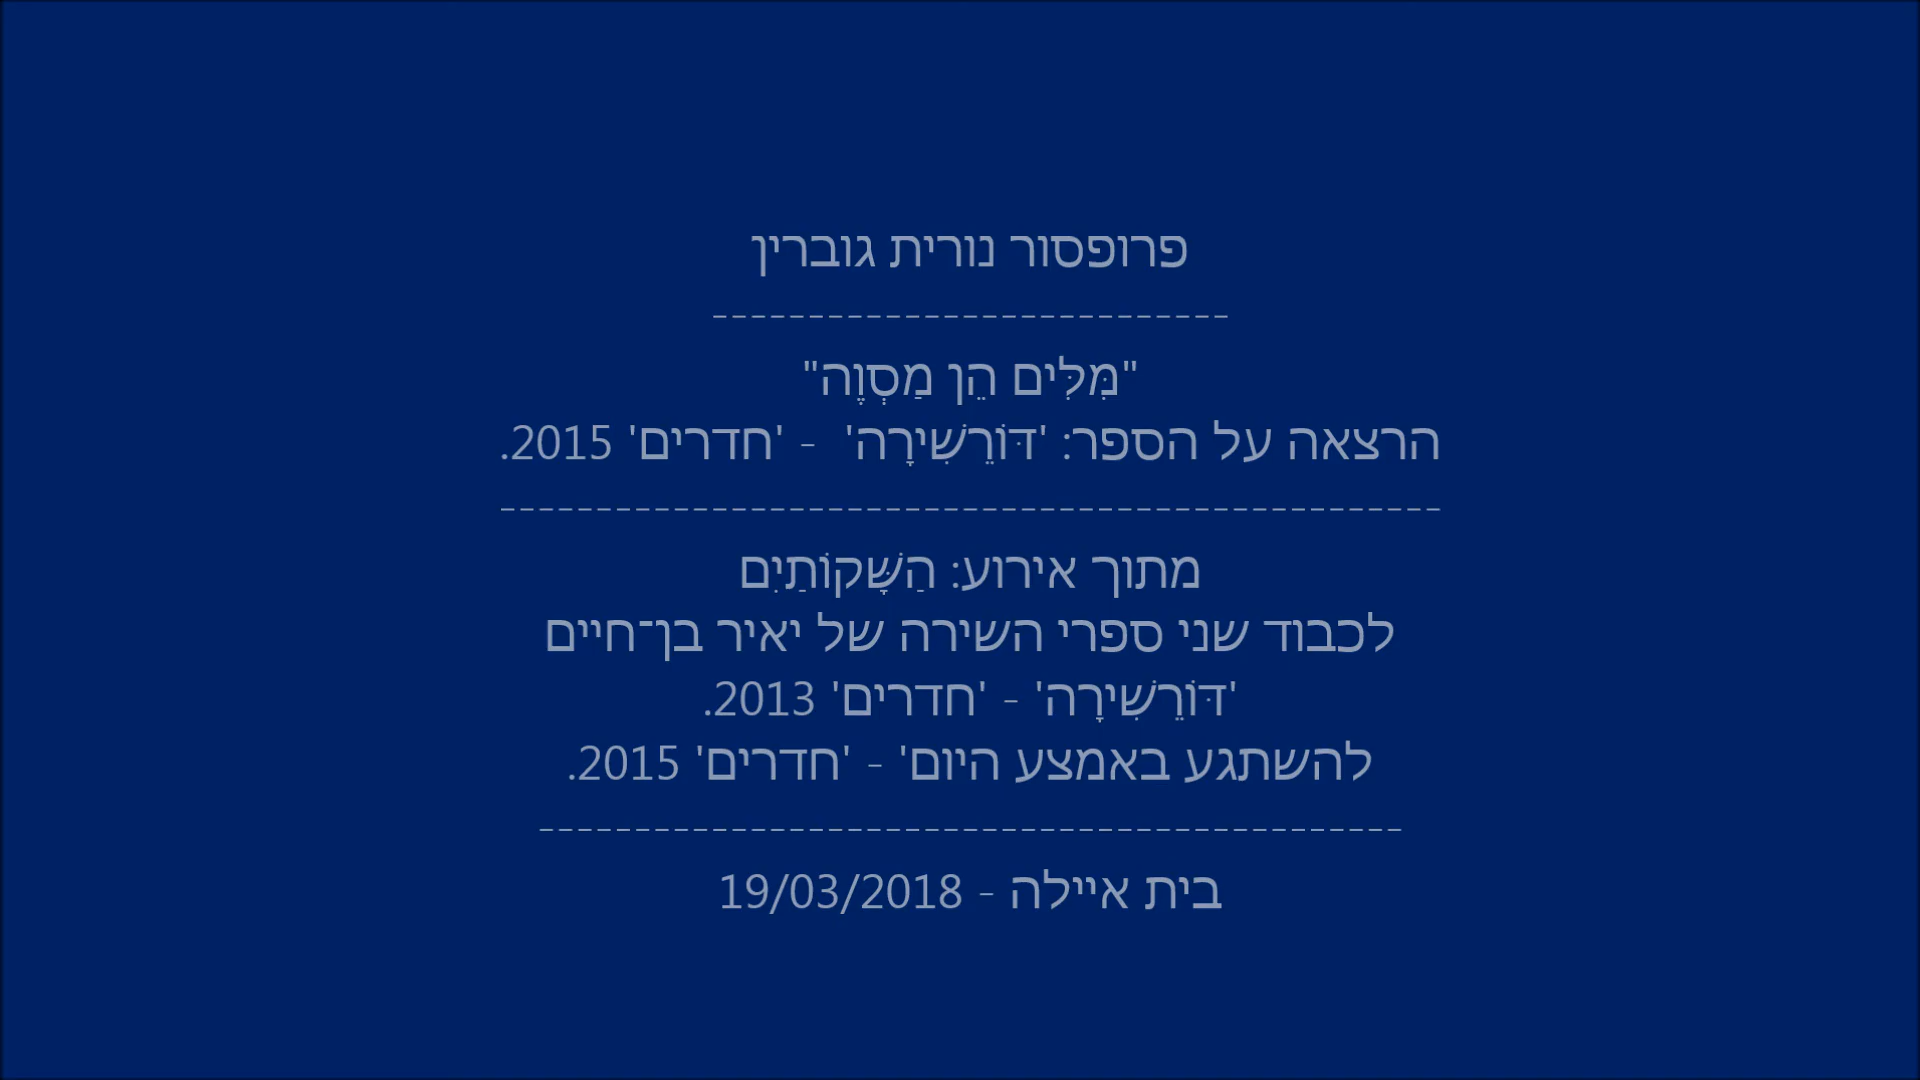 פרופסור נורית גוברין
---------------------------
"מִּלִּים הֵן מַסְוֶה"
הרצאה על הספר: 'דּוֹרֵשִׁירָה' - 'חדרים' 2015.
-------------------------------------------------
מתוך אירוע: הַשָּׁקוֹתַיִם
לכבוד שני ספרי השירה של יאיר בן־חיים
'דּוֹרֵשִׁירָה' - 'חדרים' 2013.
להשתגע באמצע היום' - 'חדרים' 2015.
---------------------------------------------
בית איילה - 19/03/2018